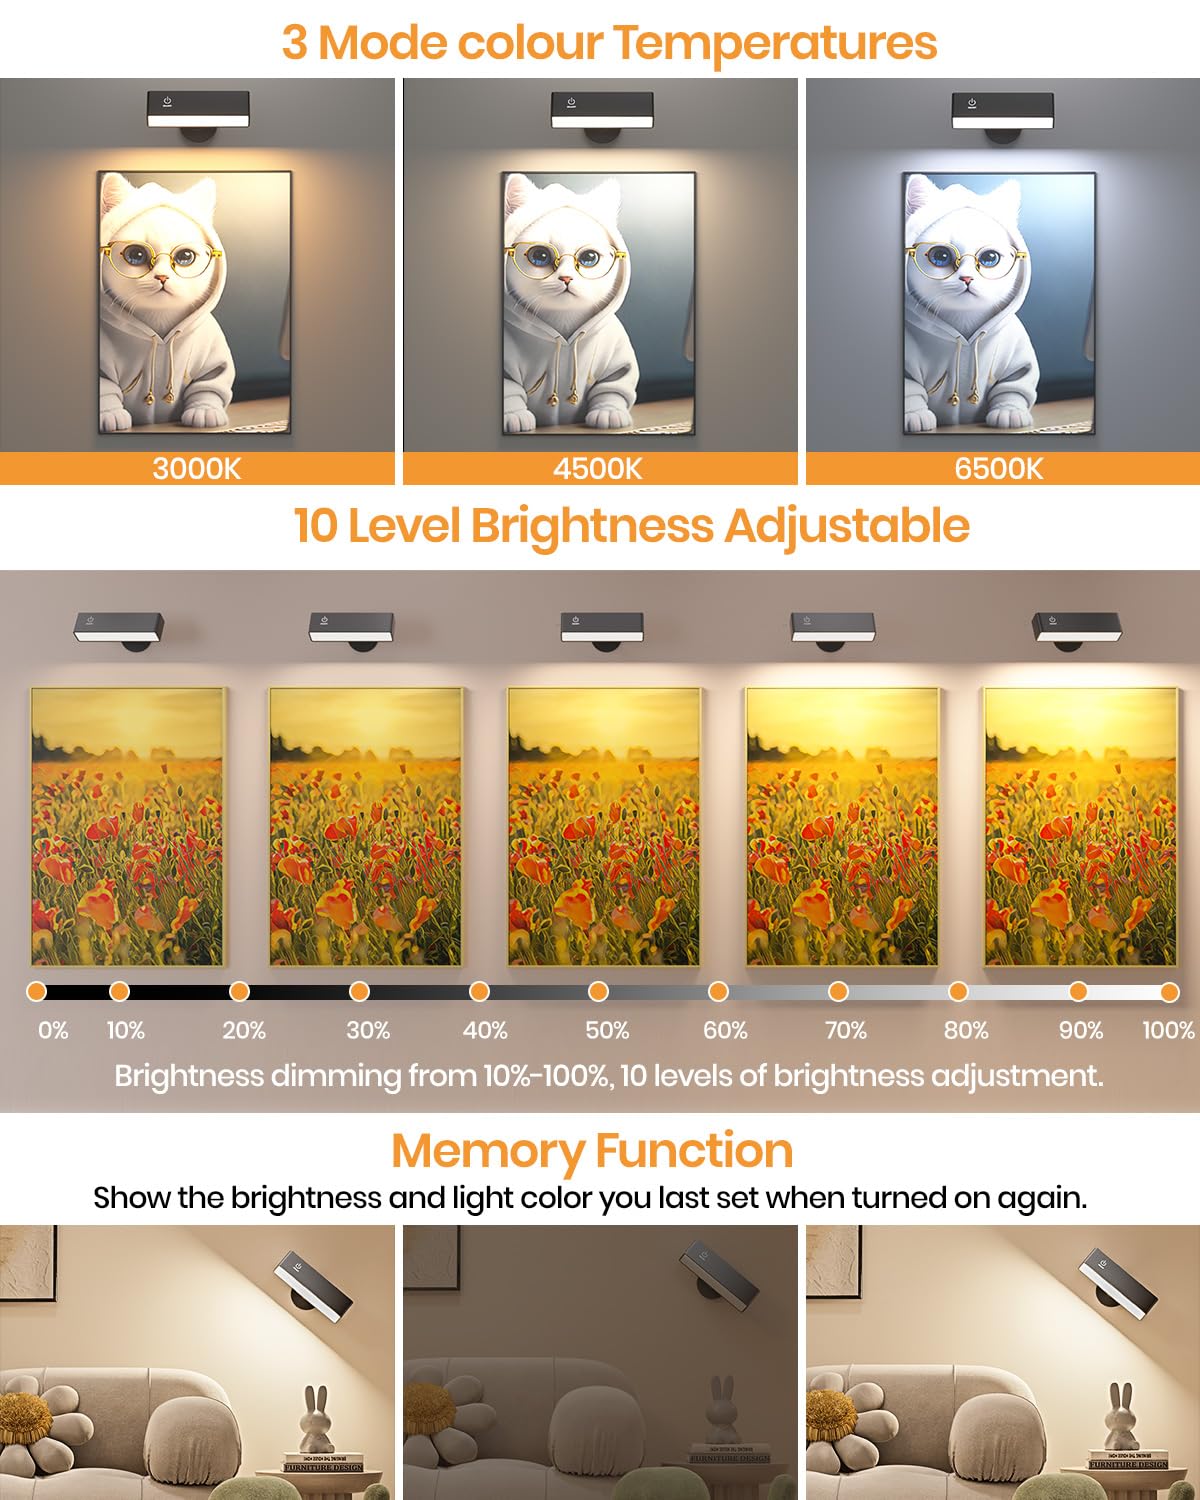 3 Mode colour Temperatures
3000K
4500K
6500K
10 Level Brightness Adjustable
0% 10% 20% 30% 40% 50% 60% 70% 80% 90% 100%
Brightness dimming from 10%-100%, 10 levels of brightness adjustment.
Memory Function
Show the brightness and light color you last set when turned on again.
FURNITURE DESIGN
FURNITURE DESIGN
FURNITURE DESIGN